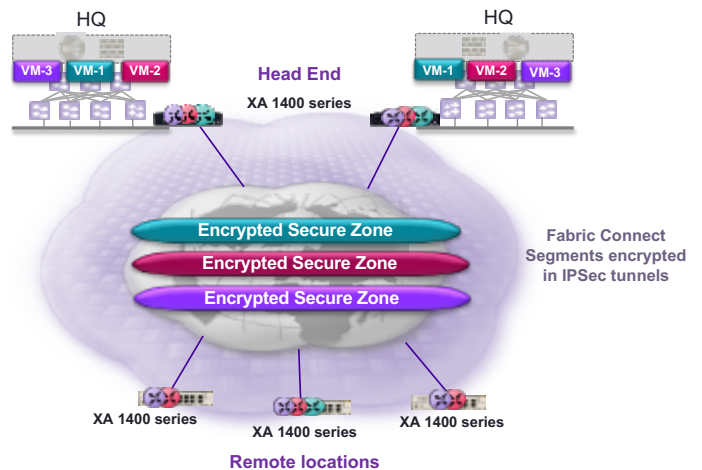 HQ
HQ
VM-3 VM-1 VM-2
VM-1 VM-2 VM-3
Head End
XA 1400 series
Encrypted Secure Zone
Encrypted Secure Zone
Encrypted Secure Zone
Fabric Connect
Segments encrypted
in IPSec tunnels
XA 1400 series
XA 1400 series
XA 1400 series
Remote locations